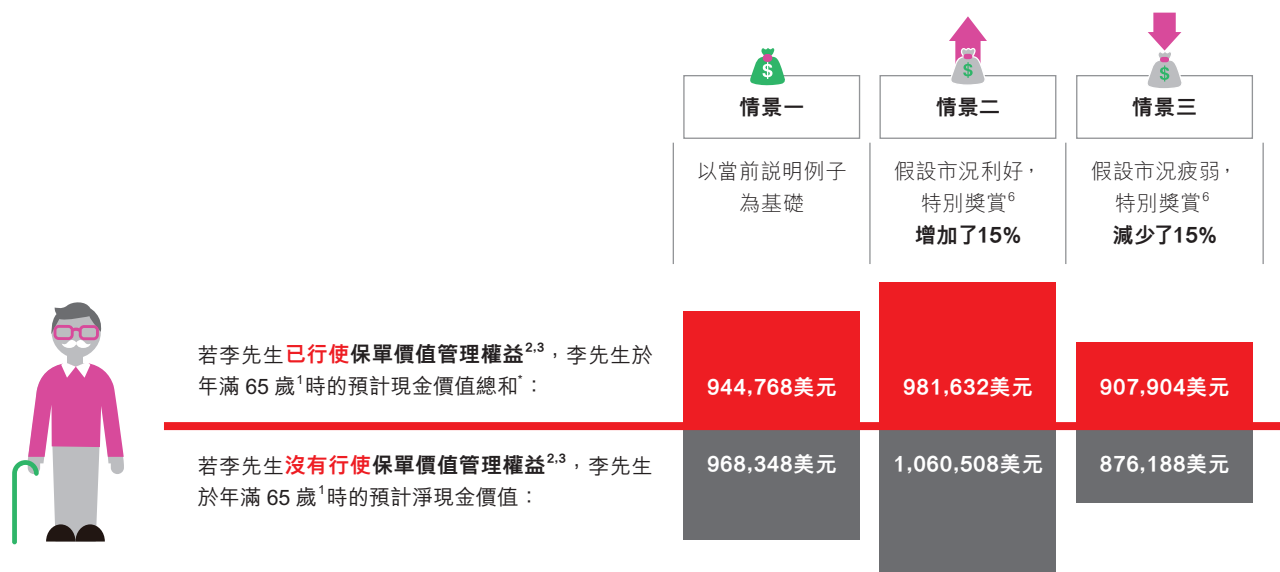 $
$
$
情景一
情景二
情景三
以當前説明例子
為基礎
假設市況利好，
特別獎賞6
增加了15%
假設市況疲弱，
特別獎賞6
減少了15%
若李先生已行使保單價值管理權益2,3，李先生於
年滿 65 歲1時的預計現金價值總和*：
944,768美元
981,632美元
907,904美元
若李先生沒有行使保單價值管理權益2,3，李先生
於年滿 65 歲1時的預計淨現金價值：
968,348美元
1,060,508美元
876,188美元